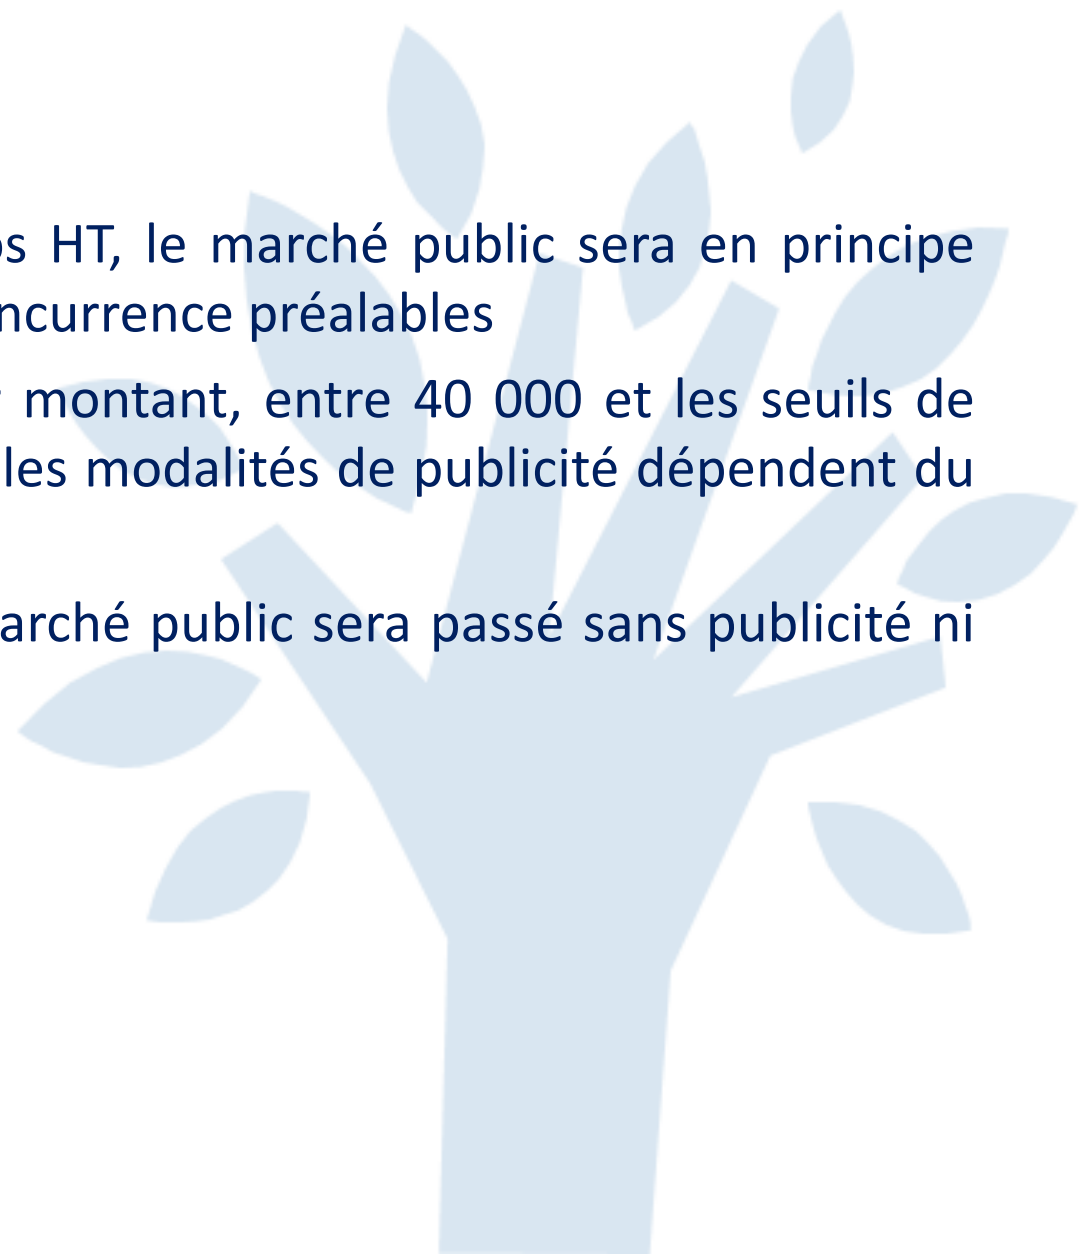 os HT, le marché public sera en principe
ncurrence préalables
montant, entre 40 000 et les seuils de
les modalités de publicité dépendent du
arché public sera passé sans publicité ni